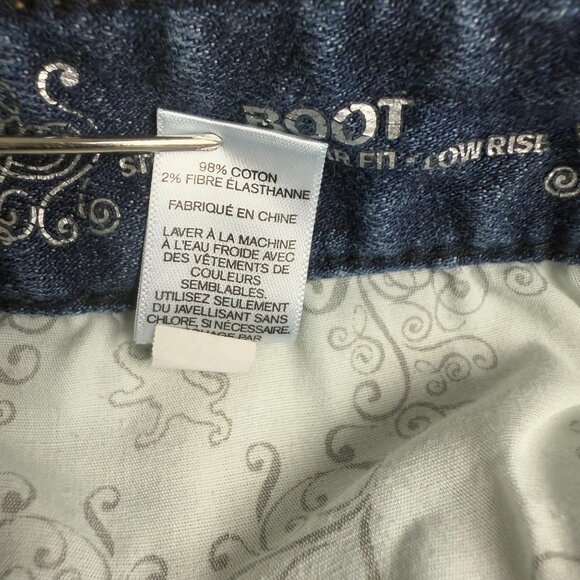 BOOT
FIT • LOW RISE
98% COTON
2% FIBRE ÉLASTHANNE
FABRIQUÉ EN CHINE
LAVER À LA MACHINE
À L'EAU FROIDE AVEC
DES VÊTEMENTS DE
COULEURS
SEMBLABLES.
UTILISEZ SEULEMENT
DU JAVELLISANT SANS
CHLORE, SI NÉCESSAIRE.
PAR